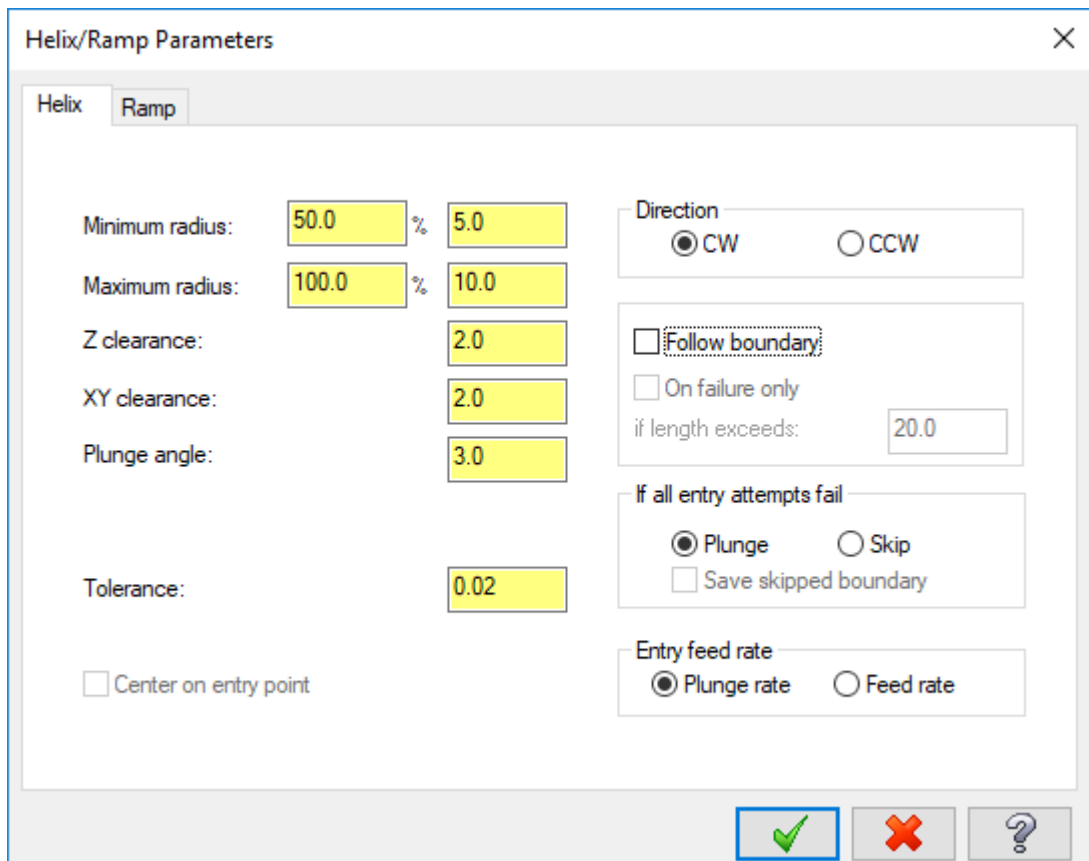 Helix/Ramp Parameters
Helix Ramp
Minimum radius: 50.0 % 5.0
Maximum radius: 100.0 % 10.0
Z clearance: 2.0
XY clearance: 2.0
Plunge angle: 3.0
Tolerance: 0.02
Center on entry point
Direction
CW CCW
Follow boundary
On failure only
if length exceeds: 20.0
If all entry attempts fail
Plunge Skip
Save skipped boundary
Entry feed rate
Plunge rate Feed rate
?